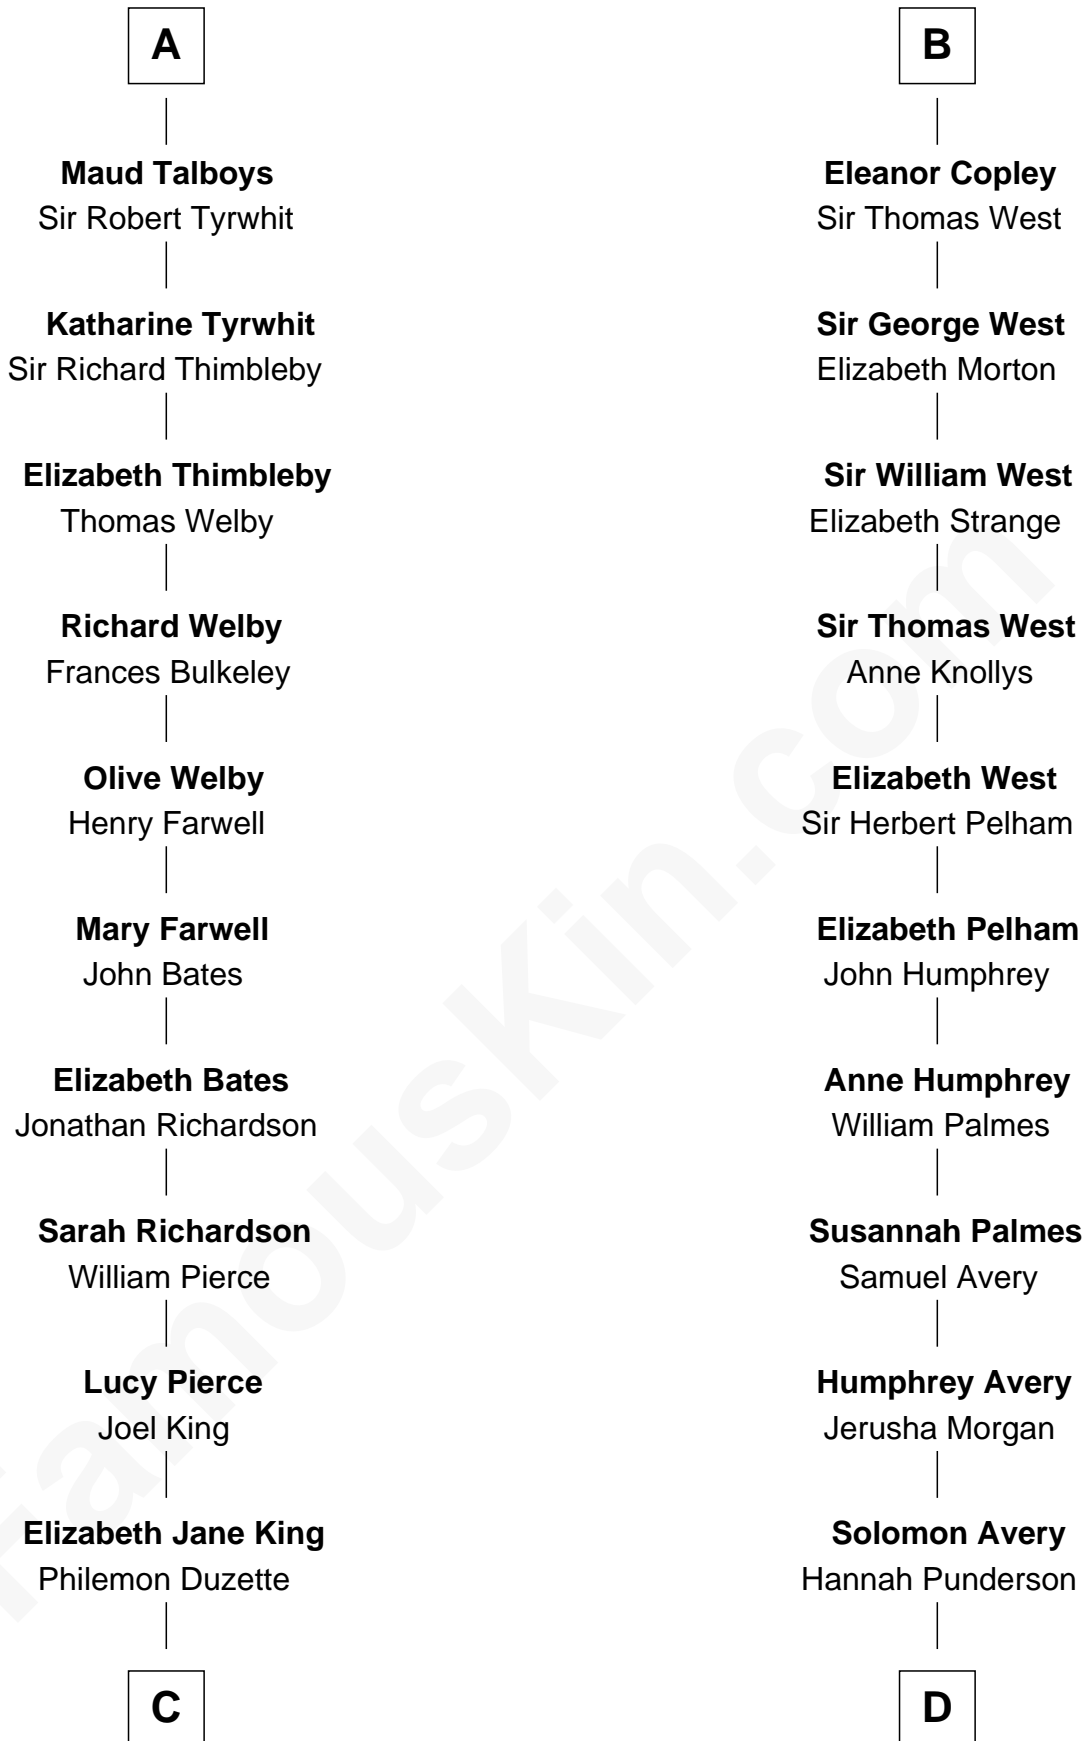 A
Maud Talboys
Sir Robert Tyrwhit
Katharine Tyrwhit
Sir Richard Thimbleby
Elizabeth Thimbleby
Thomas Welby
Richard Welby
Frances Bulkeley
Olive Welby
Henry Farwell
Mary Farwell
John Bates
Elizabeth Bates
Jonathan Richardson
Sarah Richardson
William Pierce
Lucy Pierce
Joel King
Elizabeth Jane King
Philemon Duzette
C
B
Eleanor Copley
Sir Thomas West
Sir George West
Elizabeth Morton
Sir William West
Elizabeth Strange
Sir Thomas West
Anne Knollys
Elizabeth West
Sir Herbert Pelham
Elizabeth Pelham
John Humphrey
Anne Humphrey
William Palmes
Susannah Palmes
Samuel Avery
Humphrey Avery
Jerusha Morgan
Solomon Avery
Hannah Punderson
D
FamousKin.com